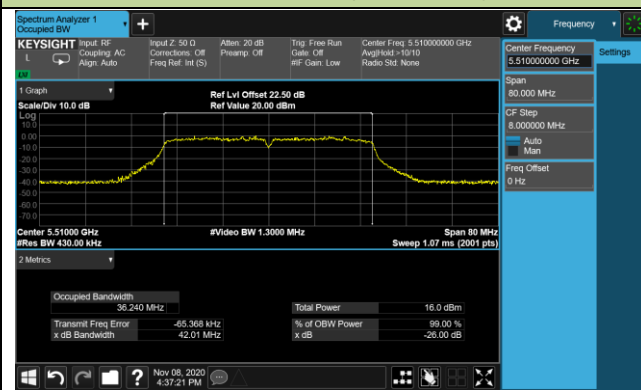 Spectrum Analyzer 1
Occupied BW
+
Frequency
KEYSIGHT
L
Input: RF
Coupling: AC
Align: Auto
Input Z: 50 Ω
Corrections: Off
Freq Ref: Int (S)
Atten: 20 dB
Preamp: Off
Trig: Free Run
Gate: Off
#IF Gain: Low
Center Freq: 5.510000000 GHz
Avg|Hold:>10/10
Radio Std: None
Center Frequency
5.510000000 GHz
Settings
Span
80.000 MHz
CF Step
8.000000 MHz
Auto
Man
Freq Offset
0 Hz
1 Graph
Scale/Div 10.0 dB
Ref Lvl Offset 22.50 dB
Ref Value 20.00 dBm
Log
10.0
0.00
-10.0
-20.0
-30.0
-40.0
-50.0
-60.0
-70.0
Center 5.51000 GHz
#Res BW 430.00 kHz
#Video BW 1.3000 MHz
Span 80 MHz
Sweep 1.07 ms (2001 pts)
2 Metrics
Occupied Bandwidth
36.240 MHz
Total Power 16.0 dBm
Transmit Freq Error -65.368 kHz
% of OBW Power 99.00 %
x dB Bandwidth 42.01 MHz
x dB -26.00 dB
?
Nov 08, 2020
4:37:21 PM